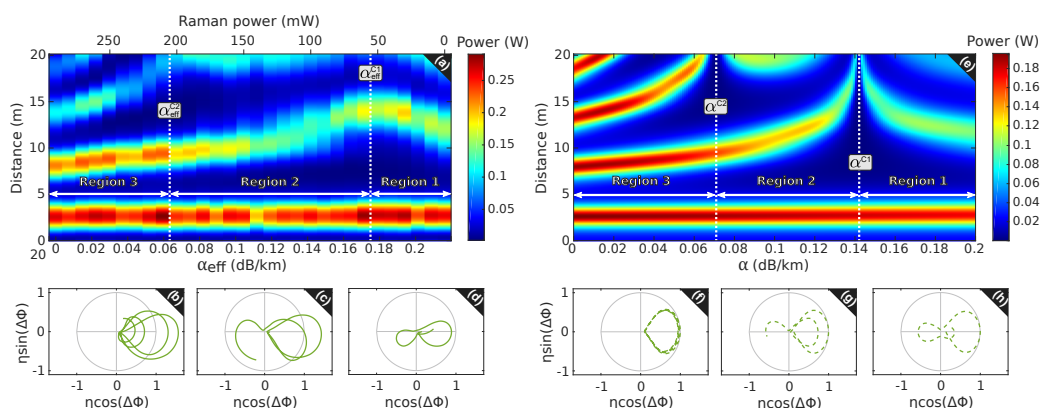 Raman power (mW)
250 200 150 100 50 0
Power (W)
20 15 10 5 0
Distance (m)
(a)
α_eff^C2
α_eff^C1
Region 3 Region 2 Region 1
0.25
0.2
0.15
0.1
0.05
20 0 0.02 0.04 0.06 0.08 0.1 0.12 0.14 0.16 0.18 0.2
α_eff (dB/km)
Power (W)
20 15 10 5 0
Distance (m)
(e)
α^C2
α^C1
Region 3 Region 2 Region 1
0.18
0.16
0.14
0.12
0.1
0.08
0.06
0.04
0.02
0 0.02 0.04 0.06 0.08 0.1 0.12 0.14 0.16 0.18 0.2
α (dB/km)
ηsin(ΔΦ)
1 0 -1
(b)
-1 0 1
ηcos(ΔΦ)
(c)
-1 0 1
ηcos(ΔΦ)
(d)
-1 0 1
ηcos(ΔΦ)
ηsin(ΔΦ)
1 0 -1
(f)
-1 0 1
ηcos(ΔΦ)
(g)
-1 0 1
ηcos(ΔΦ)
(h)
-1 0 1
ηcos(ΔΦ)